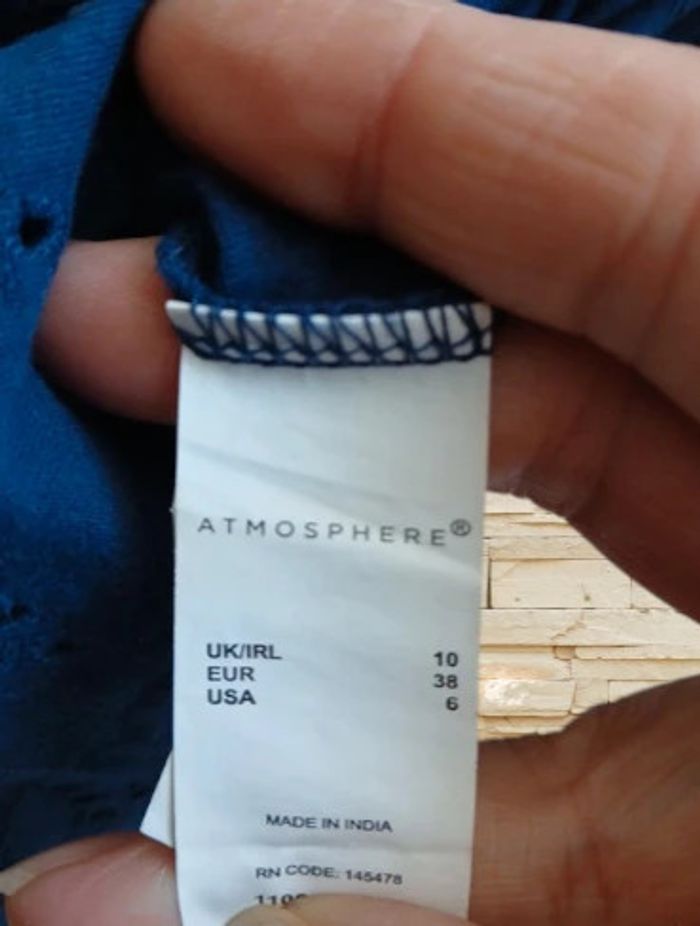 ATMOSPHERE®
UK/IRL 10
EUR 38
USA 6
MADE IN INDIA
RN CODE: 145478